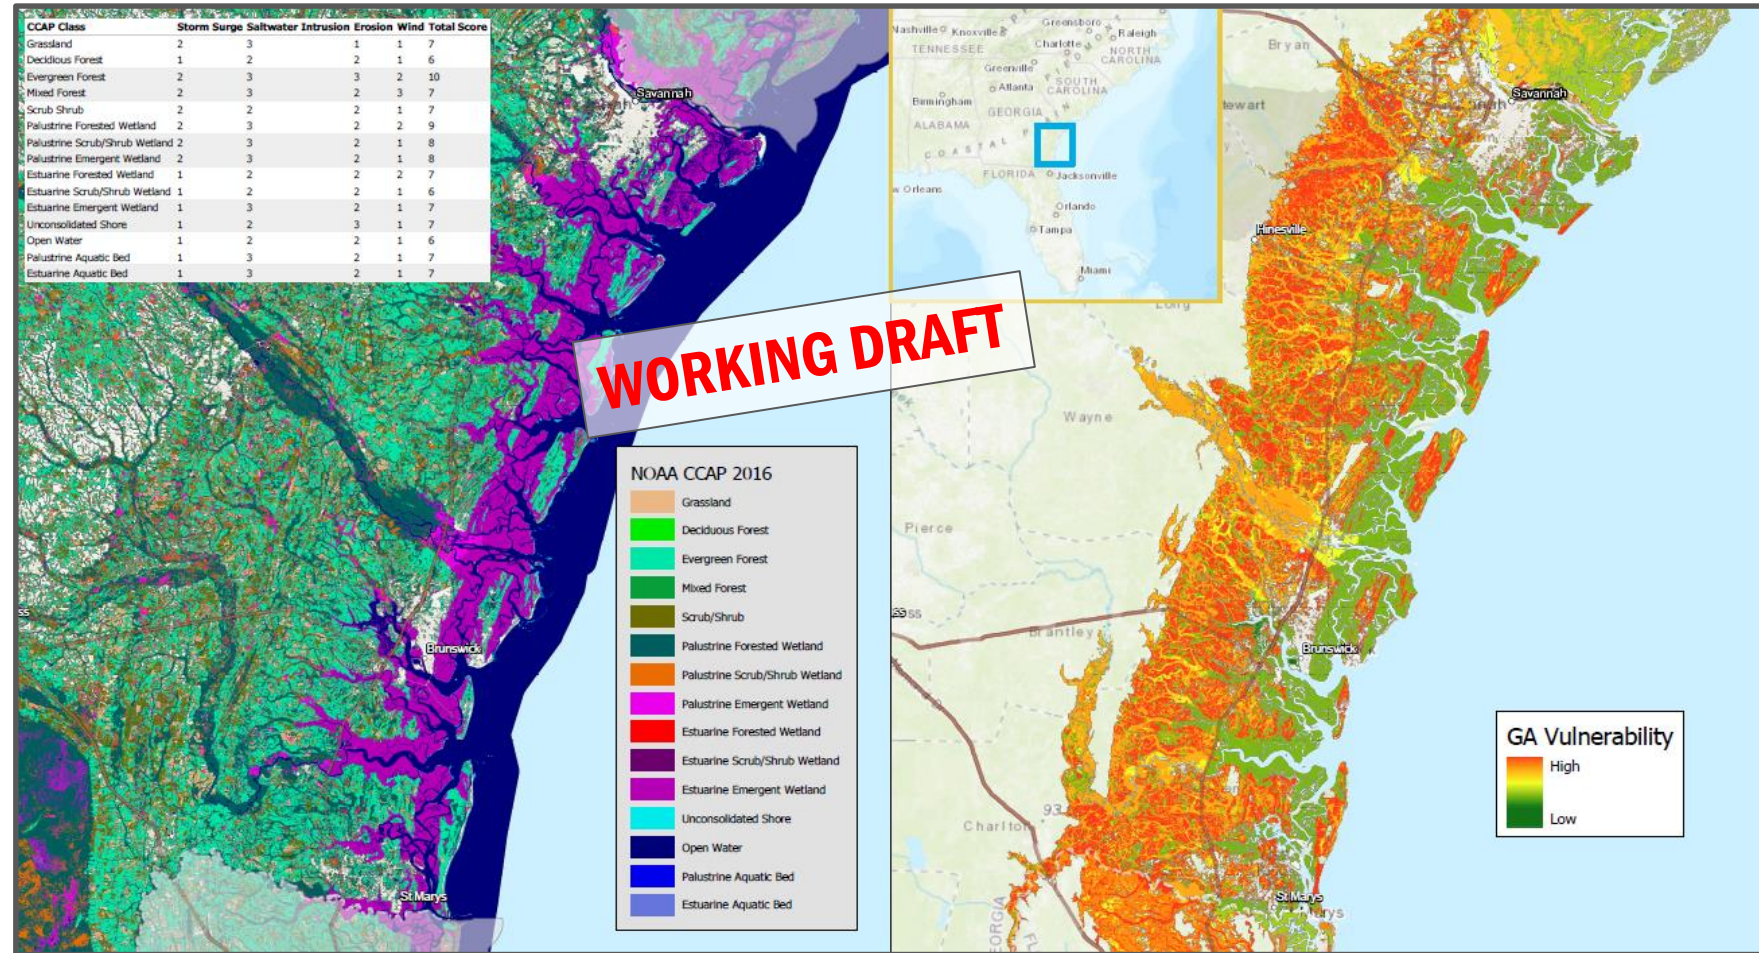 CCAP Class Storm Surge Saltwater Intrusion Erosion Wind Total Score
Grassland 2 3 1 1 7
Decidious Forest 1 2 2 1 6
Evergreen Forest 2 3 3 2 10
Mixed Forest 2 3 2 3 7
Scrub Shrub 2 2 2 1 7
Palustrine Forested Wetland 2 3 2 2 9
Palustrine Scrub/Shrub Wetland 2 3 2 1 8
Palustrine Emergent Wetland 2 3 2 1 8
Estuarine Forested Wetland 1 2 2 2 7
Estuarine Scrub/Shrub Wetland 1 2 2 1 6
Estuarine Emergent Wetland 1 3 2 1 7
Unconsolidated Shore 1 2 3 1 7
Open Water 1 2 2 1 6
Palustrine Aquatic Bed 1 3 2 1 7
Estuarine Aquatic Bed 1 3 2 1 7
Savannah
Brunswick
St Marys
WORKING DRAFT
NOAA CCAP 2016
Grassland
Deciduous Forest
Evergreen Forest
Mixed Forest
Scrub/Shrub
Palustrine Forested Wetland
Palustrine Scrub/Shrub Wetland
Palustrine Emergent Wetland
Estuarine Forested Wetland
Estuarine Scrub/Shrub Wetland
Estuarine Emergent Wetland
Unconsolidated Shore
Open Water
Palustrine Aquatic Bed
Estuarine Aquatic Bed
Greensboro
Nashville
Knoxville
Raleigh
TENNESSEE
Charlotte
NORTH
CAROLINA
Greenville
SOUTH
CAROLINA
Atlanta
Birmingham
GEORGIA
ALABAMA
COASTAL PLAIN
FLORIDA
Jacksonville
w Orleans
Orlando
Tampa
Miami
Bryan
tewart
Savannah
Hinesville
Long
Wayne
Pierce
ss
Brantley
Brunswick
93
Charlton
St Marys
arys
EORGIA
FL
GA Vulnerability
High
Low